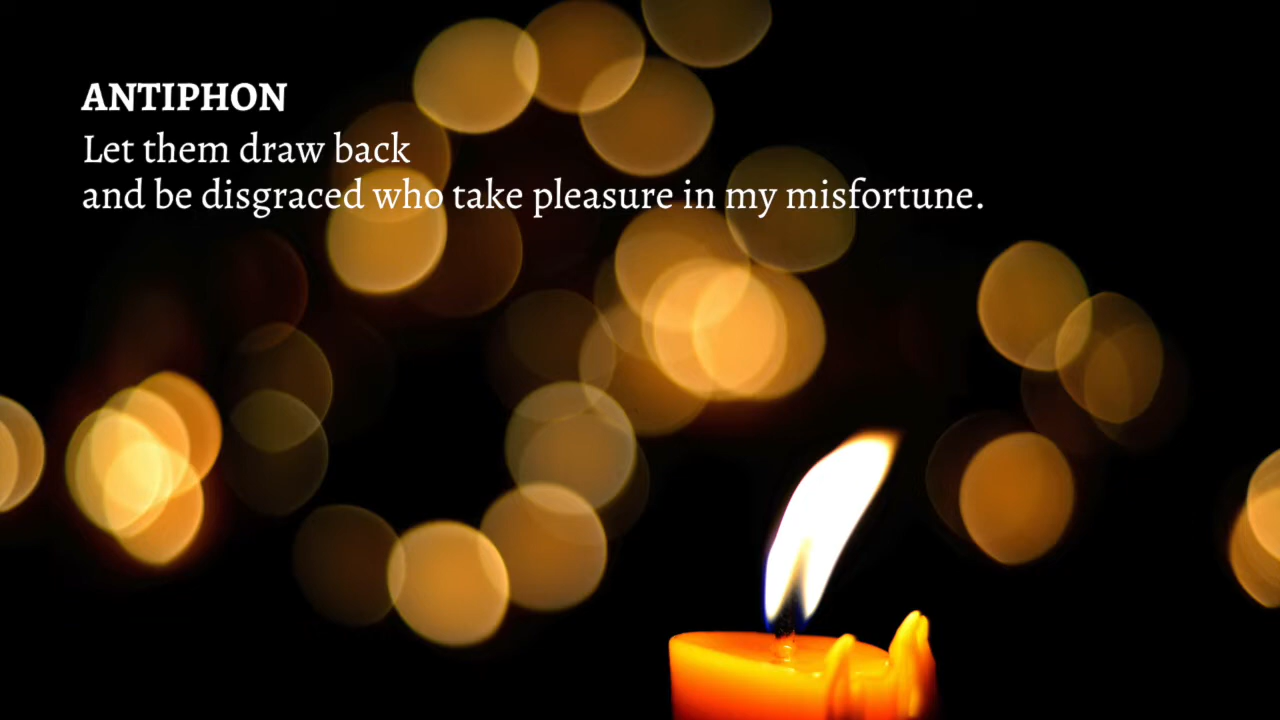 ANTIPHON
Let them draw back
and be disgraced who take pleasure in my misfortune.